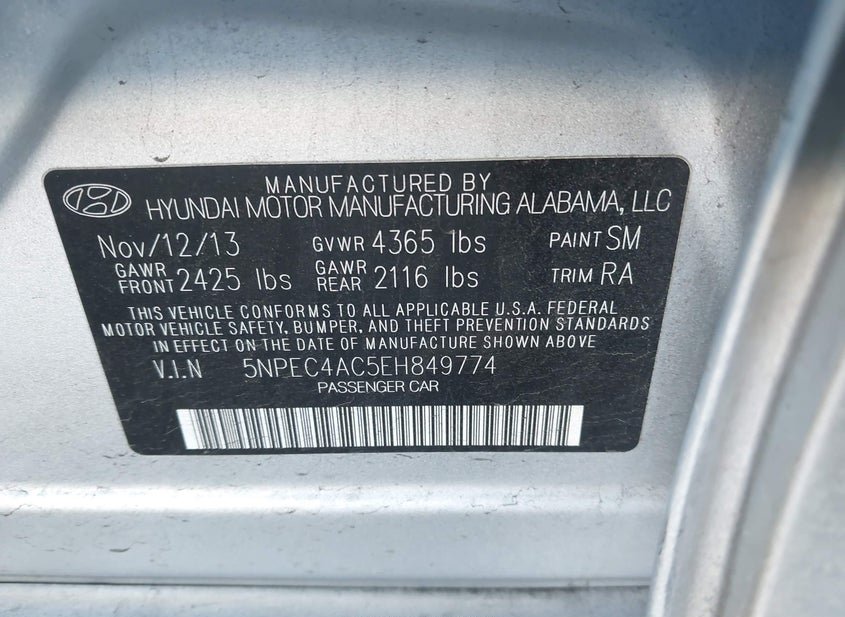 MANUFACTURED BY
HYUNDAI MOTOR MANUFACTURING ALABAMA, LLC
Nov/12/13 GVWR 4365 lbs PAINT SM
GAWR FRONT 2425 lbs GAWR REAR 2116 lbs TRIM RA
THIS VEHICLE CONFORMS TO ALL APPLICABLE U.S.A. FEDERAL
MOTOR VEHICLE SAFETY, BUMPER, AND THEFT PREVENTION STANDARDS
IN EFFECT ON THE DATE OF MANUFACTURE SHOWN ABOVE
V.I.N 5NPEC4AC5EH849774
PASSENGER CAR